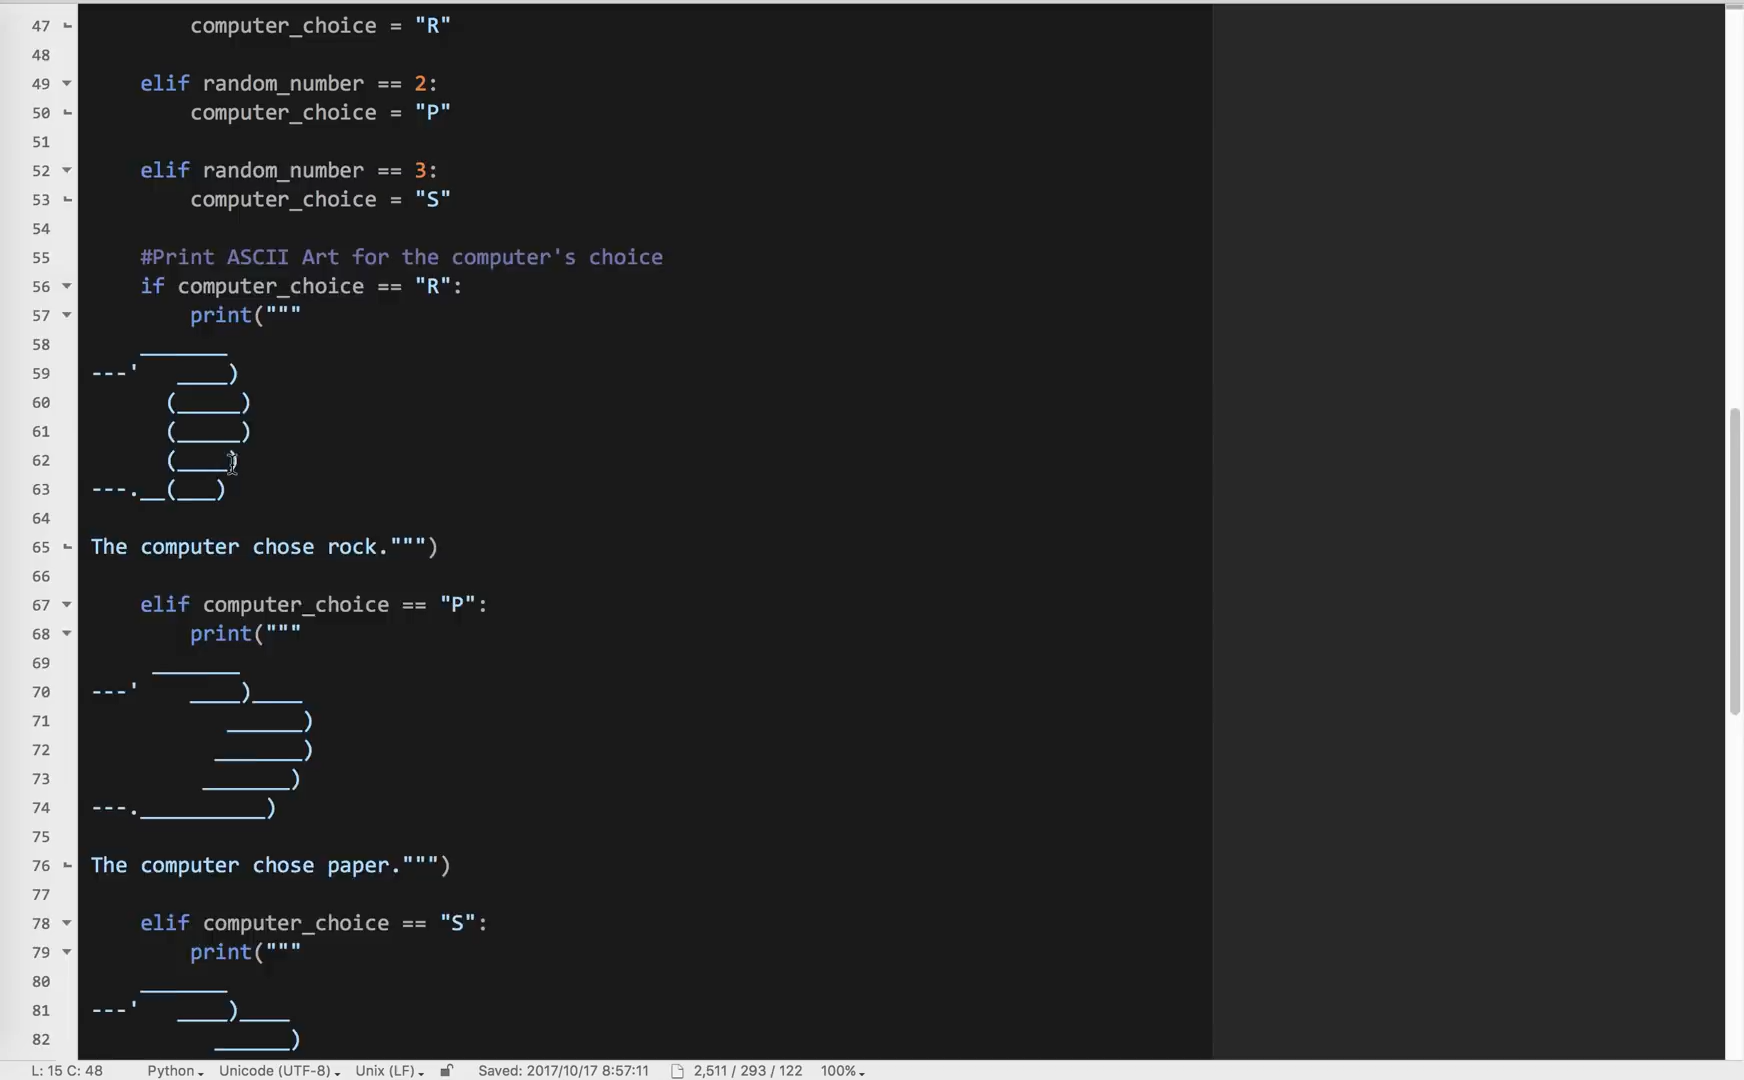 47 computer_choice = "R"
48
49 elif random_number == 2:
50 computer_choice = "P"
51
52 elif random_number == 3:
53 computer_choice = "S"
54
55 #Print ASCII Art for the computer's choice
56 if computer_choice == "R":
57 print("""
58     _______
59 ---'   ____)
60       (_____)
61       (_____)
62       (____)
63 ---.__(___)
64
65 The computer chose rock.""")
66
67 elif computer_choice == "P":
68 print("""
69      _______
70 ---'    ____)____
71            ______)
72           _______)
73          _______)
74 ---.__________)
75
76 The computer chose paper.""")
77
78 elif computer_choice == "S":
79 print("""
80     _______
81 ---'   ____)____
82           ______)
L: 15 C: 48 Python Unicode (UTF-8) Unix (LF) Saved: 2017/10/17 8:57:11 2,511 / 293 / 122 100%